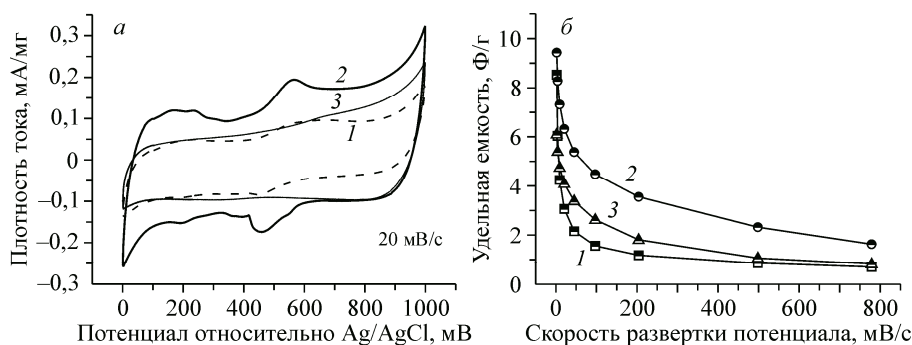 а
Плотность тока, мА/мг
0,3
0,2
0,1
0
–0,1
–0,2
–0,3
2
3
1
20 мВ/с
0 200 400 600 800 1000
Потенциал относительно Ag/AgCl, мВ
б
Удельная емкость, Ф/г
10
8
6
4
2
0
2
3
1
0 200 400 600 800
Скорость развертки потенциала, мВ/с